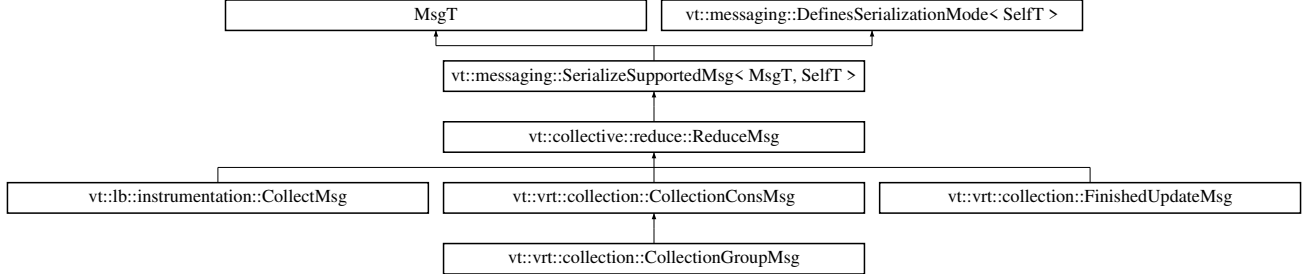 MsgT
vt::messaging::DefinesSerializationMode< SelfT >
vt::messaging::SerializeSupportedMsg< MsgT, SelfT >
vt::collective::reduce::ReduceMsg
vt::lb::instrumentation::CollectMsg
vt::vrt::collection::CollectionConsMsg
vt::vrt::collection::FinishedUpdateMsg
vt::vrt::collection::CollectionGroupMsg